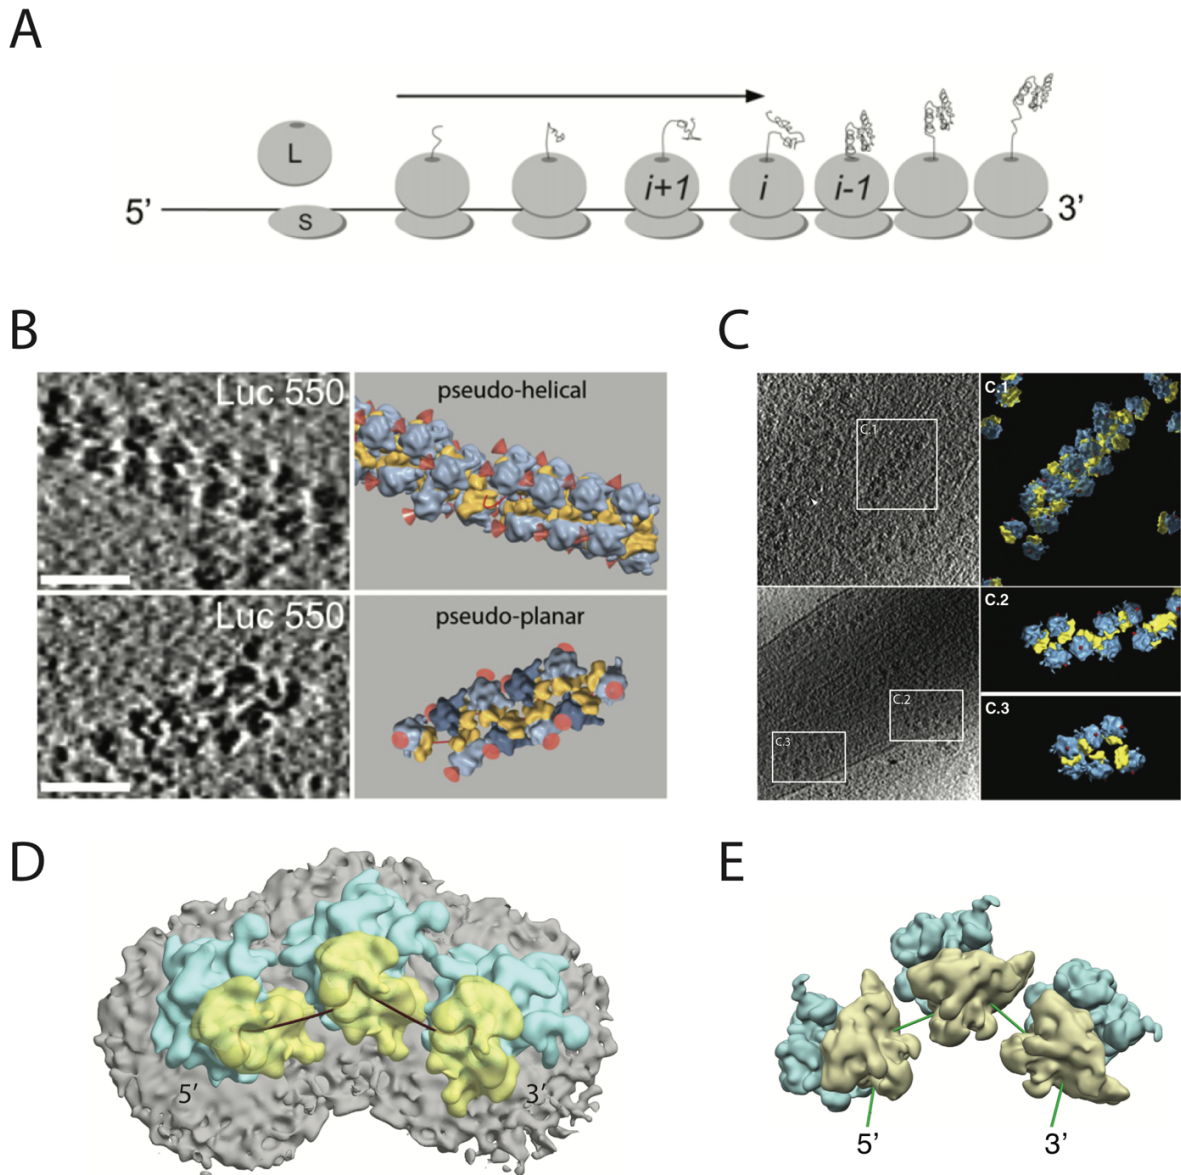 A
L
S
i+1
i
i-1
5'
3'
B
Luc 550
pseudo-helical
Luc 550
pseudo-planar
C
C.1
C.1
C.2
C.3
C.2
C.3
D
5'
3'
E
5'
3'